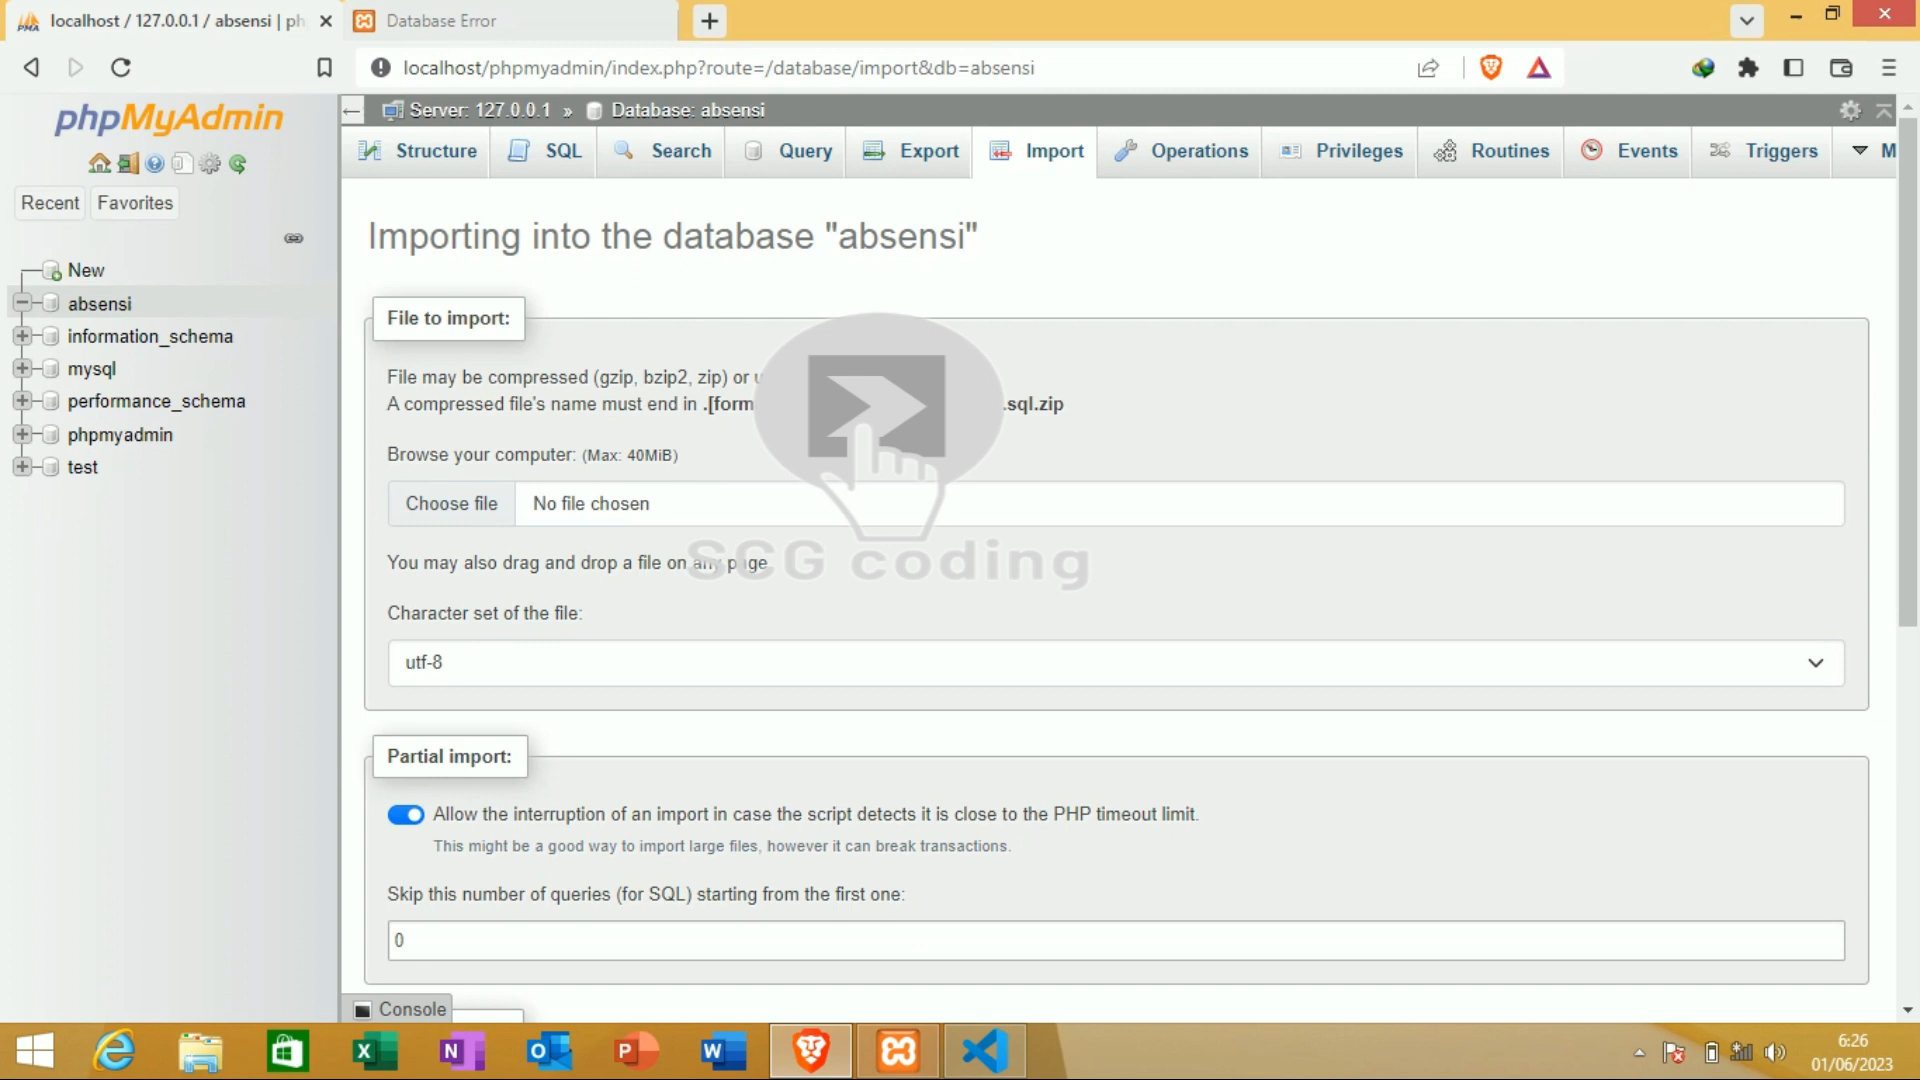 localhost / 127.0.0.1 / absensi | ph
Database Error
localhost/phpmyadmin/index.php?route=/database/import&db=absensi
phpMyAdmin
Recent
Favorites
New
absensi
information_schema
mysql
performance_schema
phpmyadmin
test
Server: 127.0.0.1 » Database: absensi
Structure
SQL
Search
Query
Export
Import
Operations
Privileges
Routines
Events
Triggers
M
Importing into the database "absensi"
File to import:
File may be compressed (gzip, bzip2, zip) or
A compressed file's name must end in .[form .sql.zip
Browse your computer: (Max: 40MiB)
Choose file
No file chosen
You may also drag and drop a file on any page
SCG coding
Character set of the file:
utf-8
Partial import:
Allow the interruption of an import in case the script detects it is close to the PHP timeout limit.
This might be a good way to import large files, however it can break transactions.
Skip this number of queries (for SQL) starting from the first one:
0
Console
6:26
01/06/2023